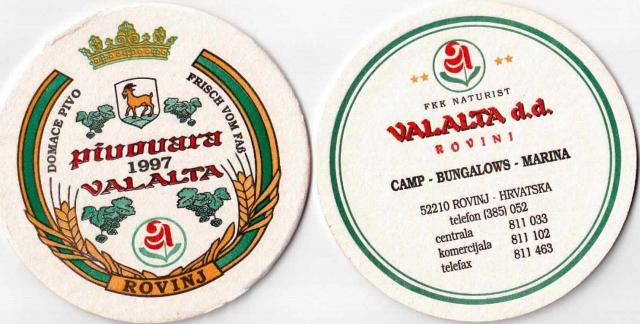 DOMACE PIVO
FRISCH VOM FAß
pivovara
1997
VALALTA
ROVINJ
FKK NATURIST
VALALTA d.d.
ROVINJ
CAMP - BUNGALOWS - MARINA
52210 ROVINJ - HRVATSKA
telefon (385) 052
centrala 811 033
komercijala 811 102
telefax 811 463